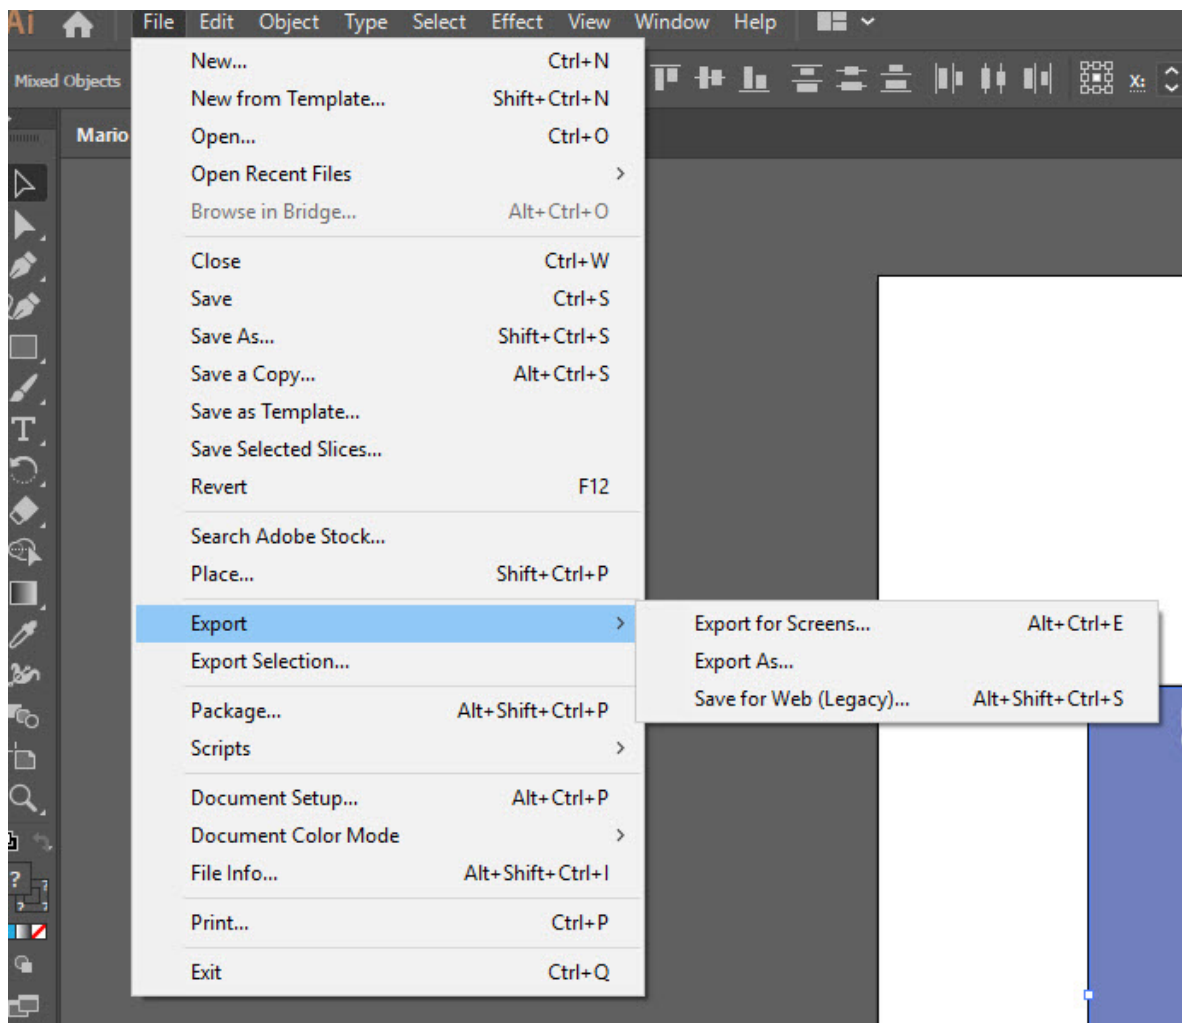 Ai File Edit Object Type Select Effect View Window Help
Mixed Objects X:
Mario
New... Ctrl+N
New from Template... Shift+Ctrl+N
Open... Ctrl+O
Open Recent Files
Browse in Bridge... Alt+Ctrl+O
Close Ctrl+W
Save Ctrl+S
Save As... Shift+Ctrl+S
Save a Copy... Alt+Ctrl+S
Save as Template...
Save Selected Slices...
Revert F12
Search Adobe Stock...
Place... Shift+Ctrl+P
Export
Export Selection...
Package... Alt+Shift+Ctrl+P
Scripts
Document Setup... Alt+Ctrl+P
Document Color Mode
File Info... Alt+Shift+Ctrl+I
Print... Ctrl+P
Exit Ctrl+Q
Export for Screens... Alt+Ctrl+E
Export As...
Save for Web (Legacy)... Alt+Shift+Ctrl+S